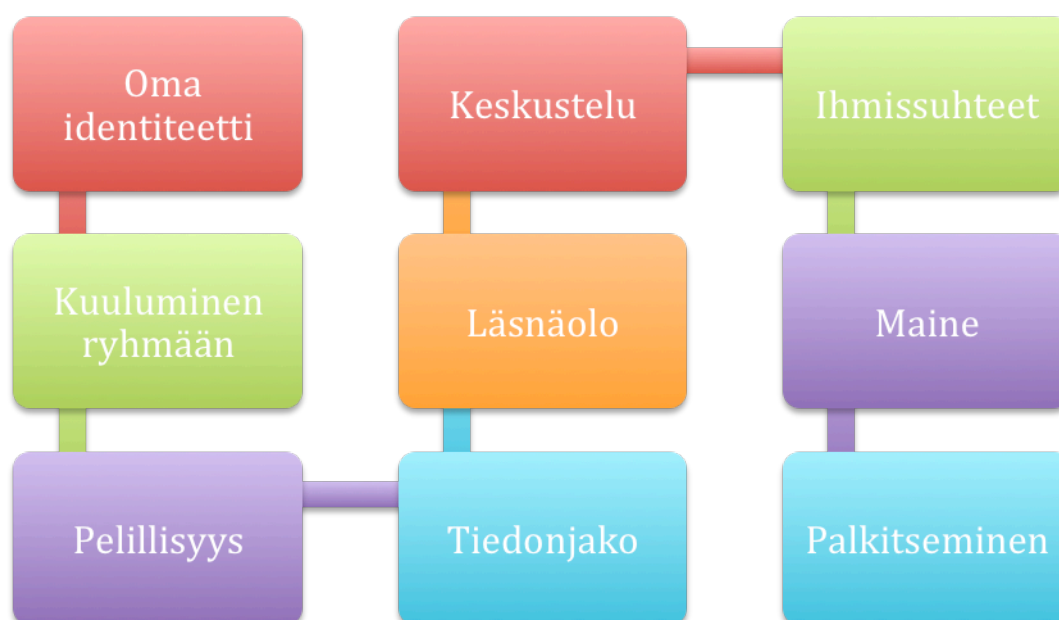 Oma
identiteetti
Kuuluminen
ryhmään
Pelillisyys
Tiedonjako
Läsnäolo
Keskustelu
Ihmissuhteet
Maine
Palkitseminen